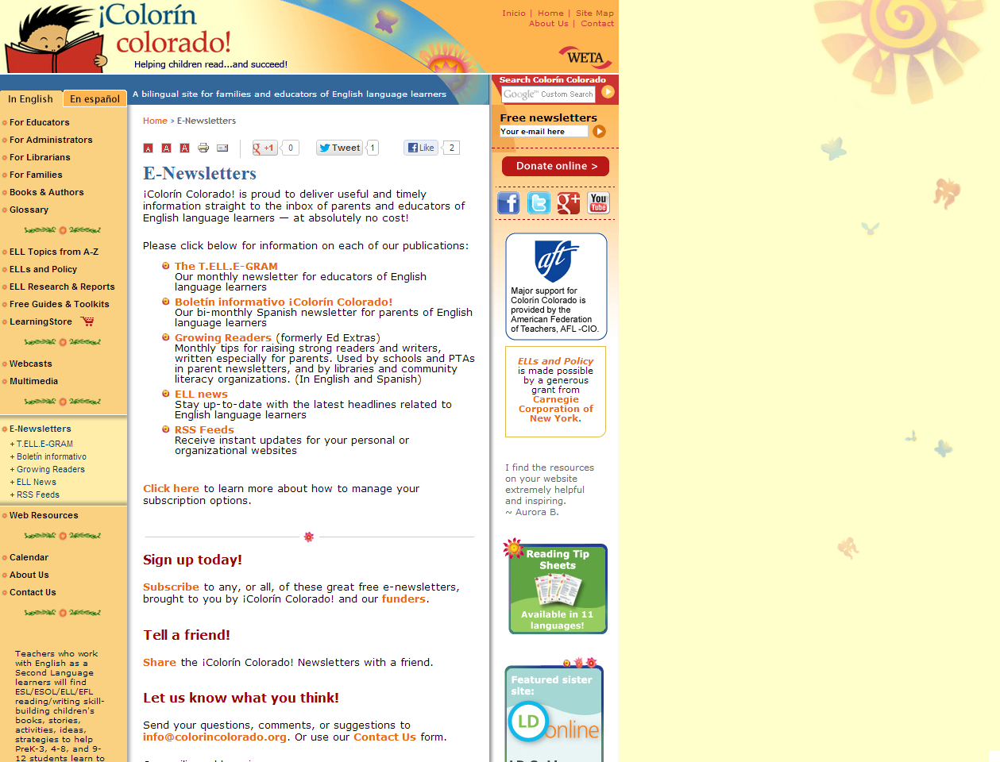 ¡Colorín
colorado!
Helping children read...and succeed!
Inicio | Home | Site Map
About Us | Contact
WETA
In English
En español
A bilingual site for families and educators of English language learners
Search Colorín Colorado
Google™ Custom Search
Free newsletters
Your e-mail here
For Educators
For Administrators
For Librarians
For Families
Books & Authors
Glossary
ELL Topics from A-Z
ELLs and Policy
ELL Research & Reports
Free Guides & Toolkits
LearningStore
Webcasts
Multimedia
E-Newsletters
+ T.ELL.E-GRAM
+ Boletín informativo
+ Growing Readers
+ ELL News
+ RSS Feeds
Web Resources
Calendar
About Us
Contact Us
Teachers who work
with English as a
Second Language
learners will find
ESL/ESOL/ELL/EFL
reading/writing skill-
building children's
books, stories,
activities, ideas,
strategies to help
PreK-3, 4-8, and 9-
12 students learn to
Home > E-Newsletters
A A A g +1 0 Tweet 1 Like 2
E-Newsletters
¡Colorín Colorado! is proud to deliver useful and timely
information straight to the inbox of parents and educators of
English language learners — at absolutely no cost!
Please click below for information on each of our publications:
The T.ELL.E-GRAM
Our monthly newsletter for educators of English
language learners
Boletín informativo ¡Colorín Colorado!
Our bi-monthly Spanish newsletter for parents of English
language learners
Growing Readers (formerly Ed Extras)
Monthly tips for raising strong readers and writers,
written especially for parents. Used by schools and PTAs
in parent newsletters, and by libraries and community
literacy organizations. (In English and Spanish)
ELL news
Stay up-to-date with the latest headlines related to
English language learners
RSS Feeds
Receive instant updates for your personal or
organizational websites
Click here to learn more about how to manage your
subscription options.
Sign up today!
Subscribe to any, or all, of these great free e-newsletters,
brought to you by ¡Colorín Colorado! and our funders.
Tell a friend!
Share the ¡Colorín Colorado! Newsletters with a friend.
Let us know what you think!
Send your questions, comments, or suggestions to
info@colorincolorado.org. Or use our Contact Us form.
Donate online >
f t g+ You Tube
aft
Major support for
Colorín Colorado is
provided by the
American Federation
of Teachers, AFL -CIO.
ELLs and Policy
is made possible
by a generous
grant from
Carnegie
Corporation of
New York.
I find the resources
on your website
extremely helpful
and inspiring.
~ Aurora B.
Reading Tip
Sheets
Available in 11
languages!
Featured sister
site:
LD online